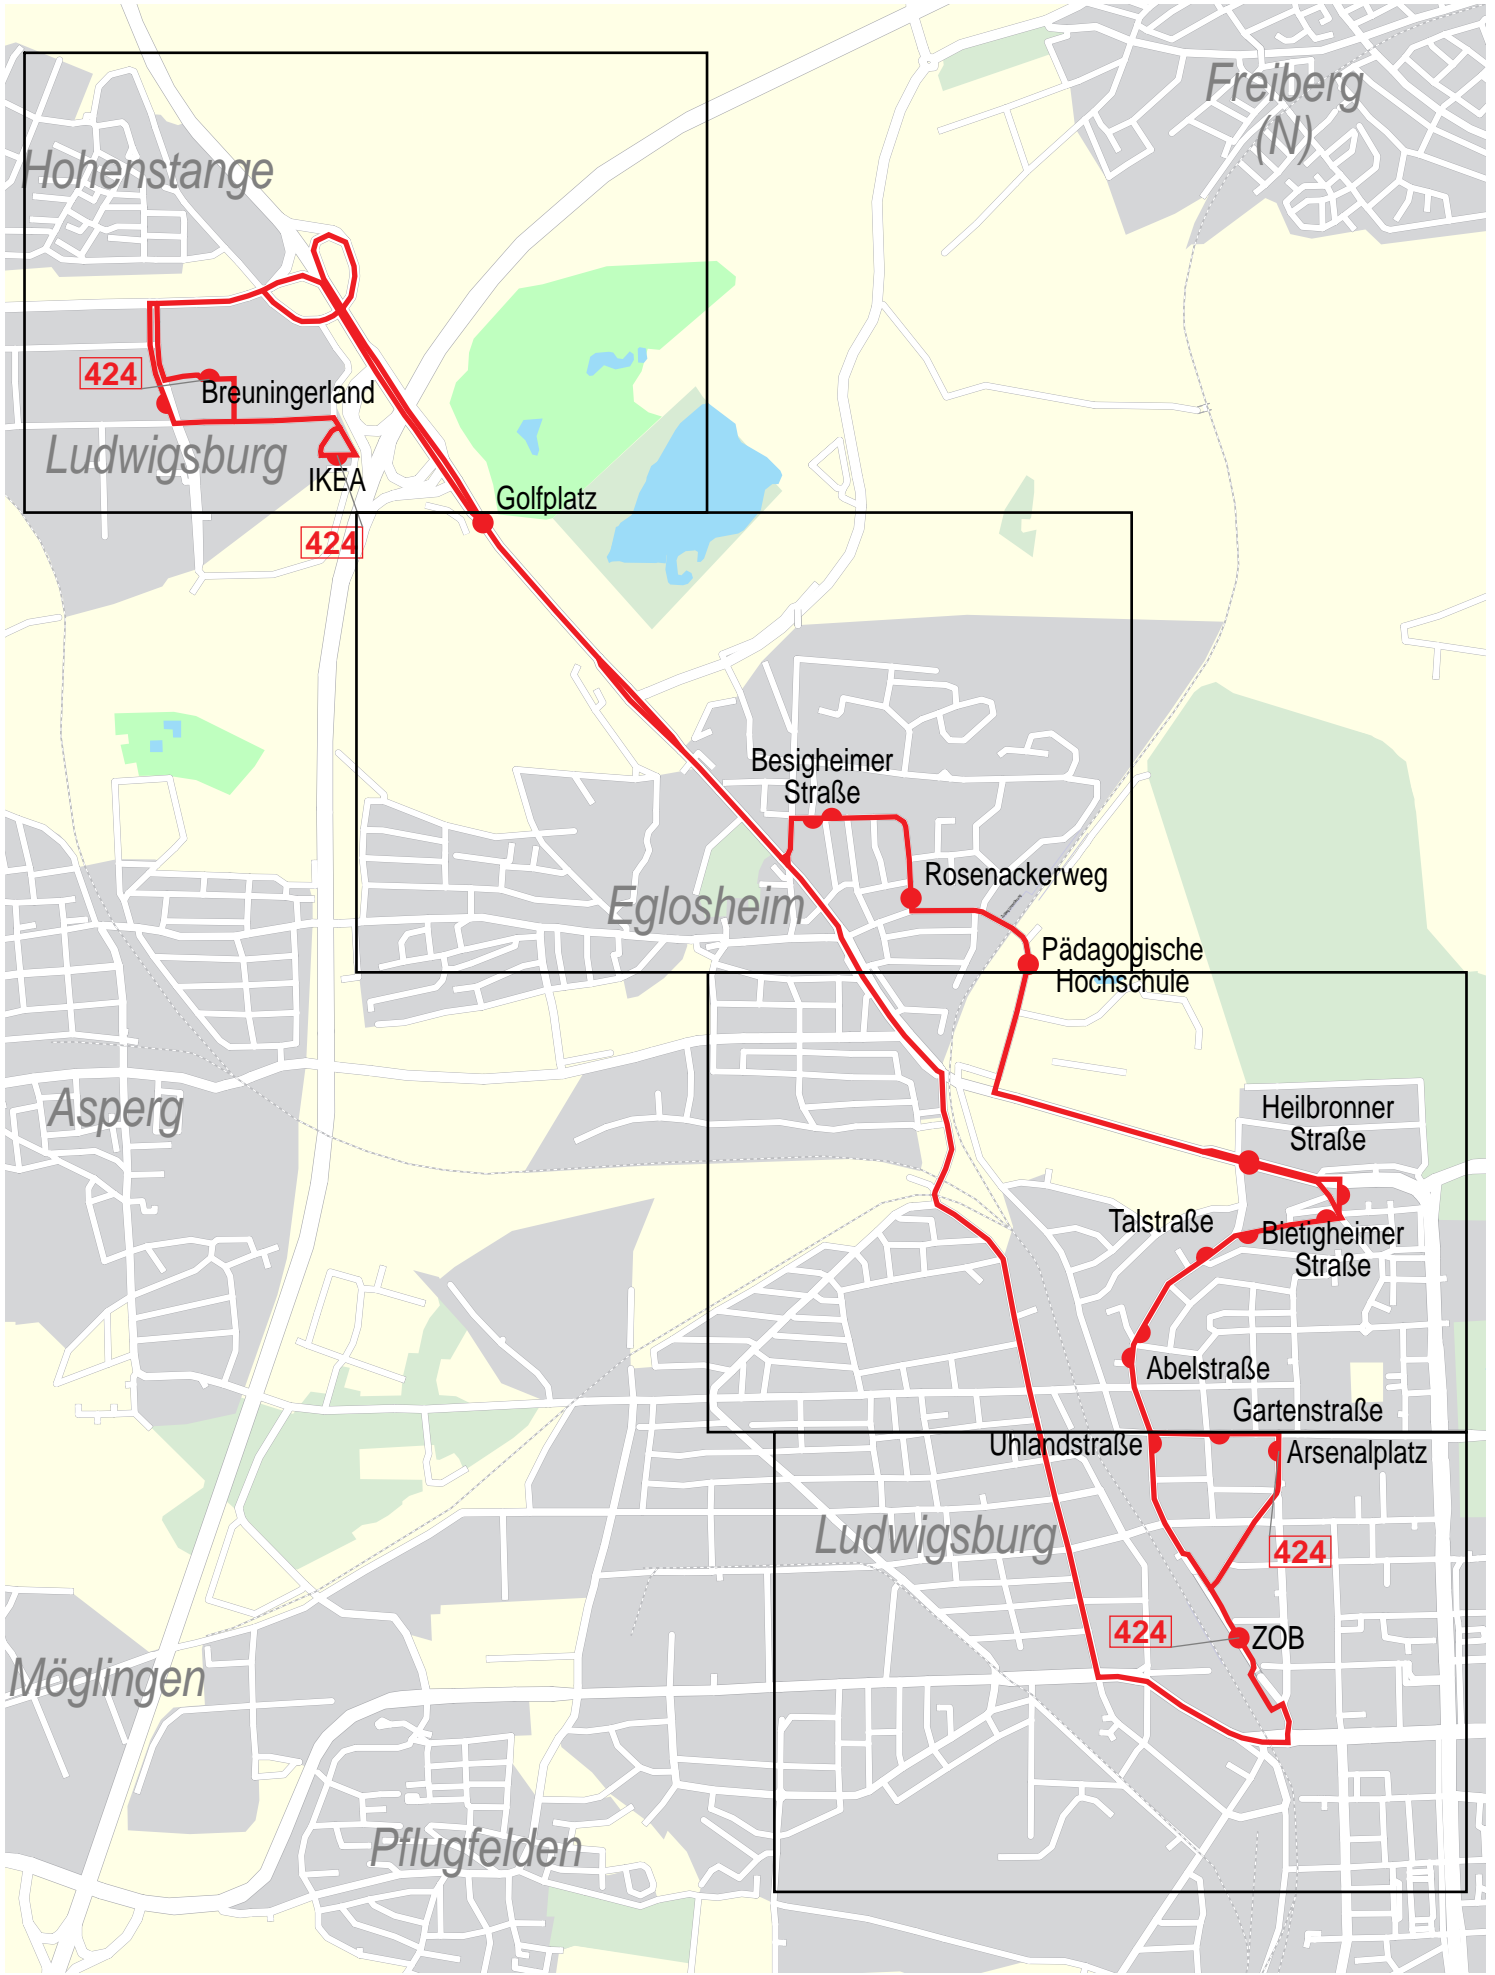 Freiberg
(N)
Hohenstange
424
Breuningerland
Ludwigsburg
IKEA
Golfplatz
424
Besigheimer
Straße
Rosenackerweg
Eglosheim
Pädagogische
Hochschule
Asperg
Heilbronner
Straße
Talstraße
Bietigheimer
Straße
Abelstraße
Gartenstraße
Uhlandstraße
Arsenalplatz
Ludwigsburg
424
424
ZOB
Möglingen
Pflugfelden